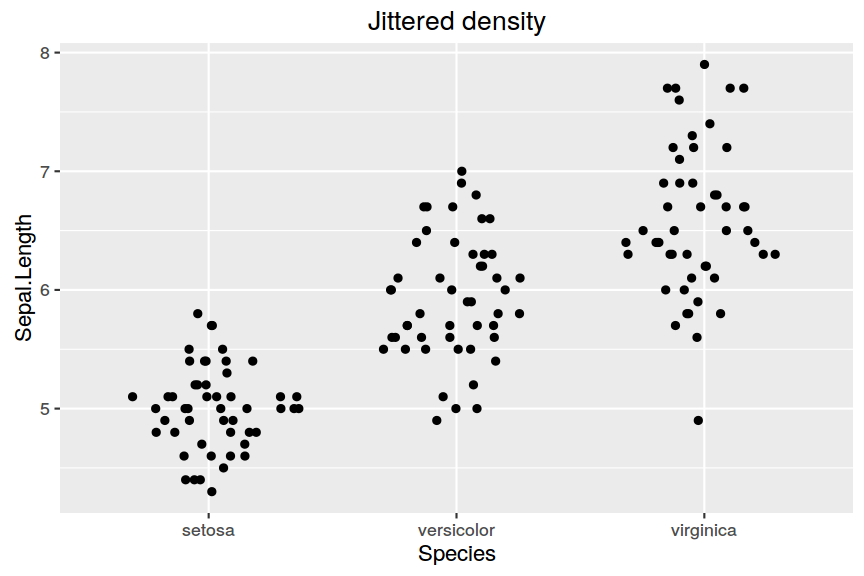 Jittered density
Sepal.Length
8
7
6
5
setosa versicolor virginica
Species